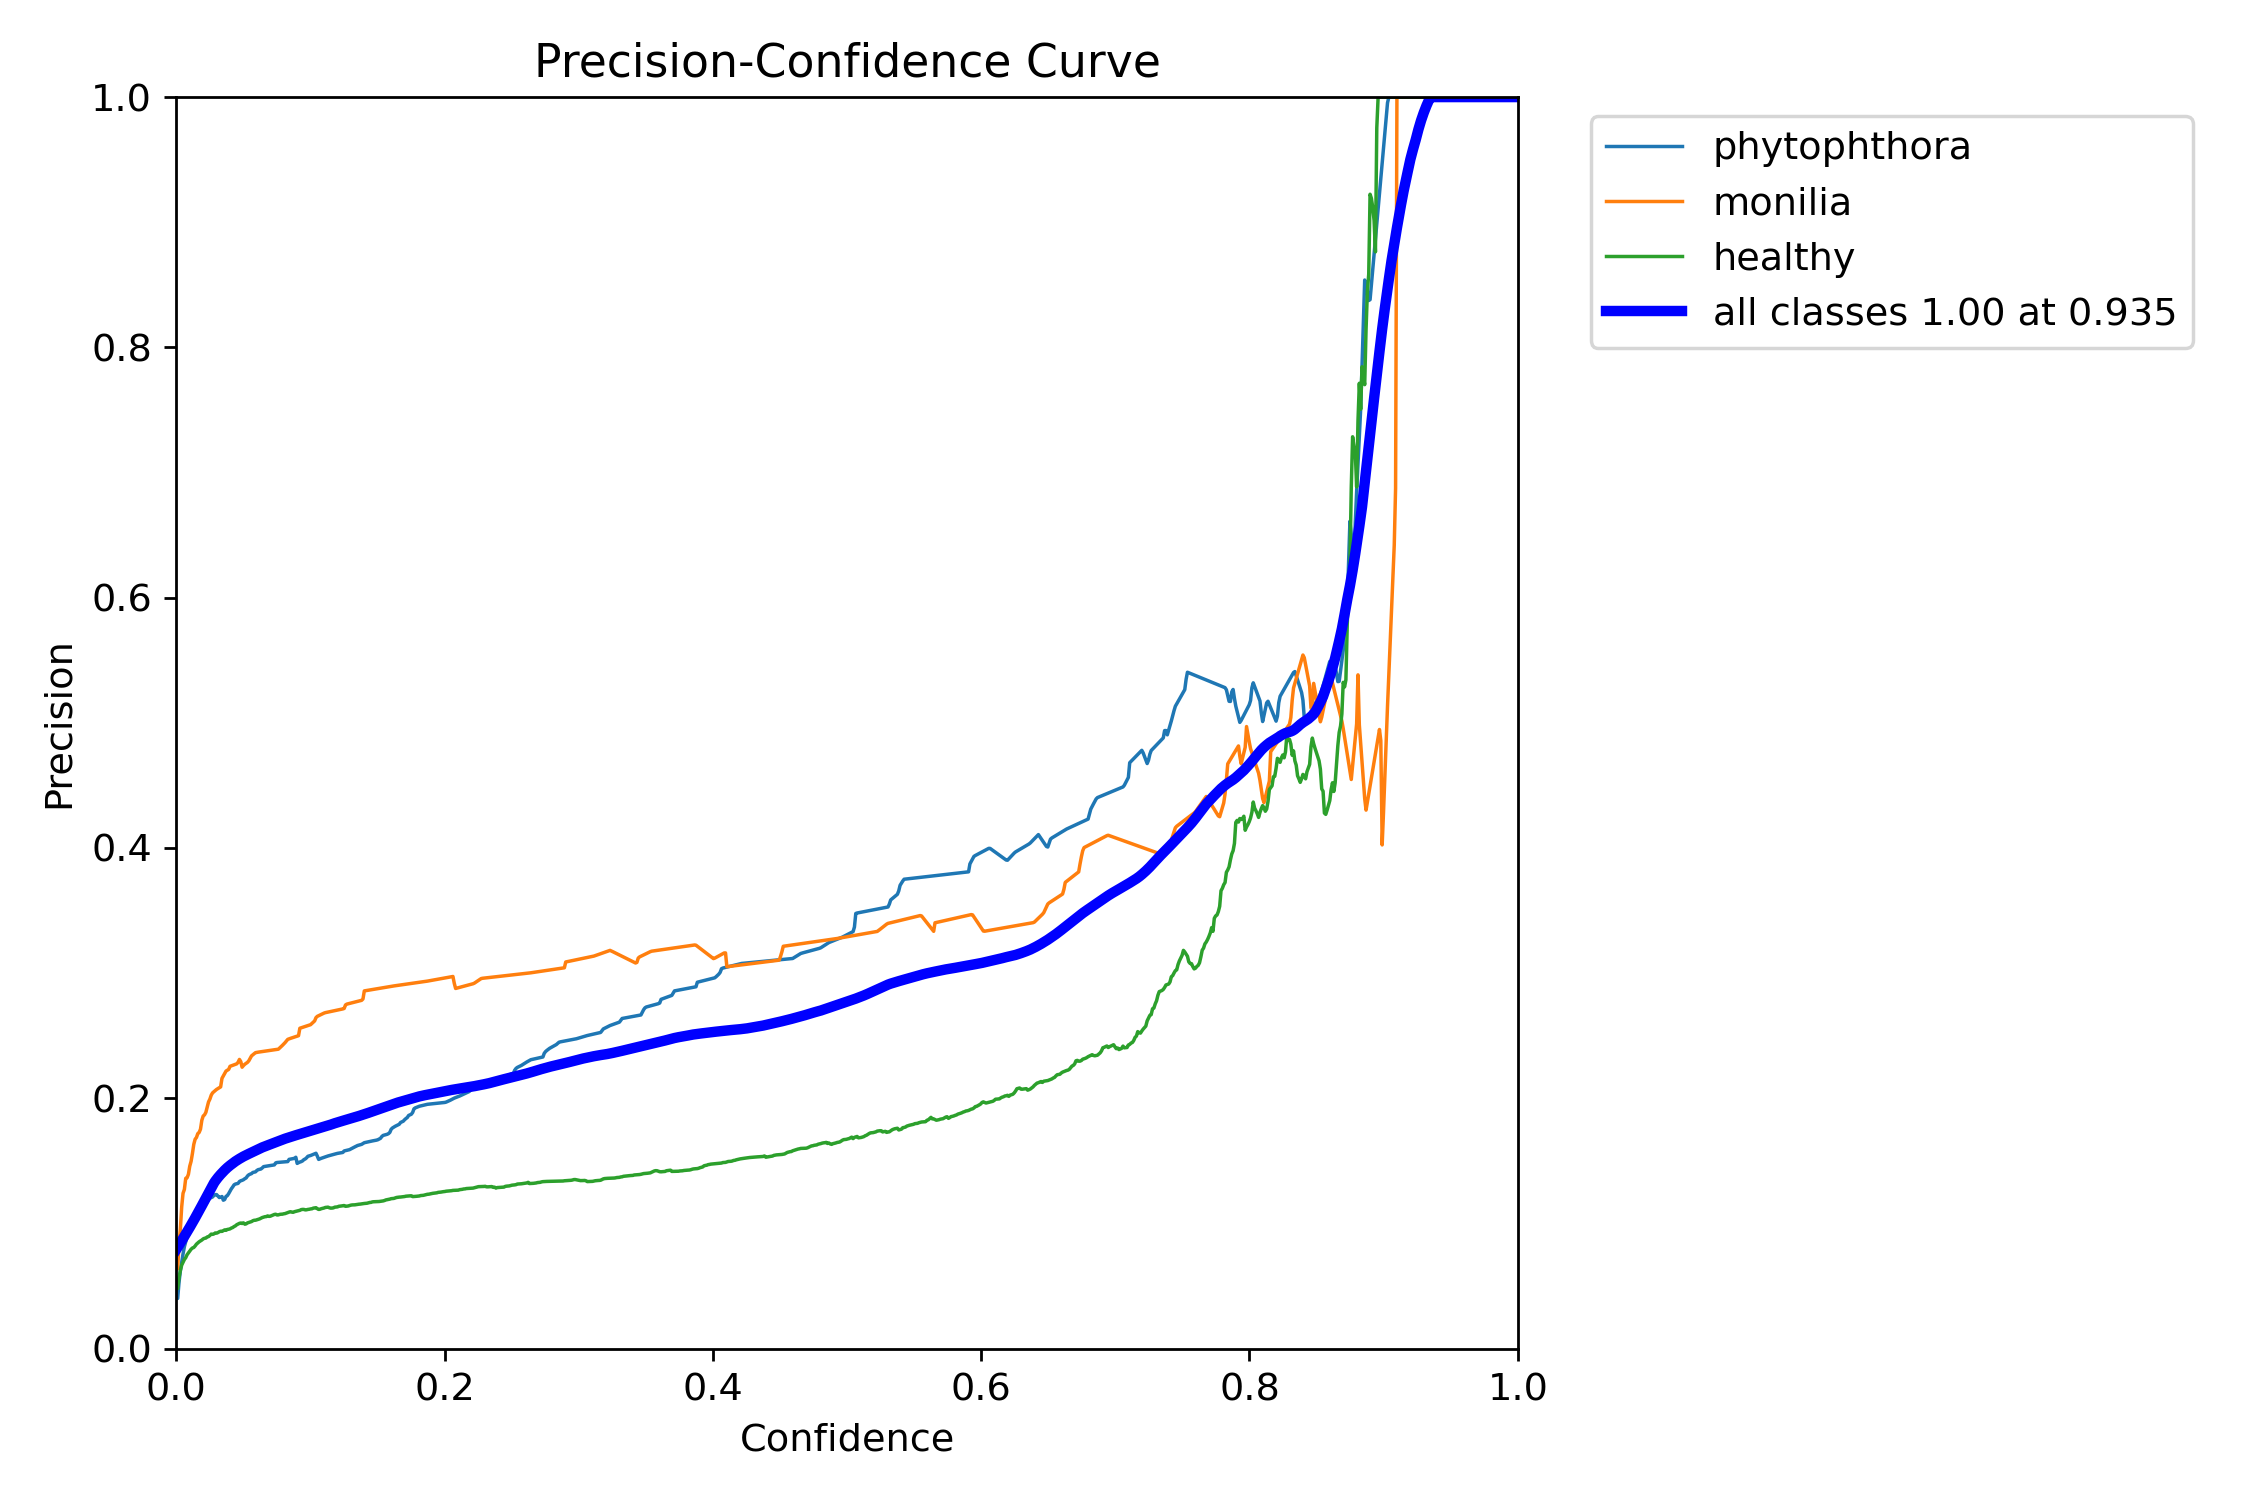 Precision-Confidence Curve
1.0
0.8
0.6
0.4
0.2
0.0
Precision
0.0 0.2 0.4 0.6 0.8 1.0
Confidence
phytophthora
monilia
healthy
all classes 1.00 at 0.935